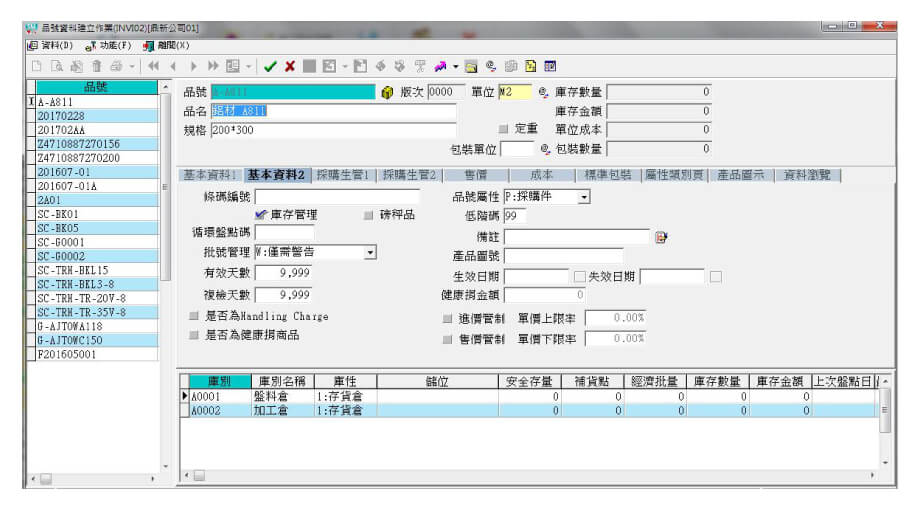 品號資料建立作業(INVI02)[鼎新公司01]
資料(D) 功能(F) 離開(X)
品號
A-A811
20170228
201702AA
Z4710887270156
Z4710887270200
201607-01
201607-01A
2A01
SC-BK01
SC-BK05
SC-G0001
SC-G0002
SC-TRH-BKL15
SC-TRH-BKL3-8
SC-TRH-TR-20V-8
SC-TRH-TR-35V-8
G-AJTOWA118
G-AJTOWC150
F201605001
品號 A-A811 版次 0000 單位 M2 庫存數量 0
品名 鋁材 A811 庫存金額 0
規格 200*300 定重 單位成本 0
包裝單位 包裝數量 0
基本資料1 基本資料2 採購生管1 採購生管2 售價 成本 標準包裝 屬性類別頁 產品圖示 資料瀏覽
條碼編號 品號屬性 P:採購件
庫存管理 磅秤品 低階碼 99
循環盤點碼 備註
批號管理 W:僅需警告 產品圖號
有效天數 9,999 生效日期 失效日期
複檢天數 9,999 健康捐金額 0
是否為Handling Charge 進價管制 單價上限率 0.00%
是否為健康捐商品 售價管制 單價下限率 0.00%
庫別 庫別名稱 庫性 儲位 安全存量 補貨點 經濟批量 庫存數量 庫存金額 上次盤點日
A0001 盤料倉 1:存貨倉 0 0 0 0 0
A0002 加工倉 1:存貨倉 0 0 0 0 0